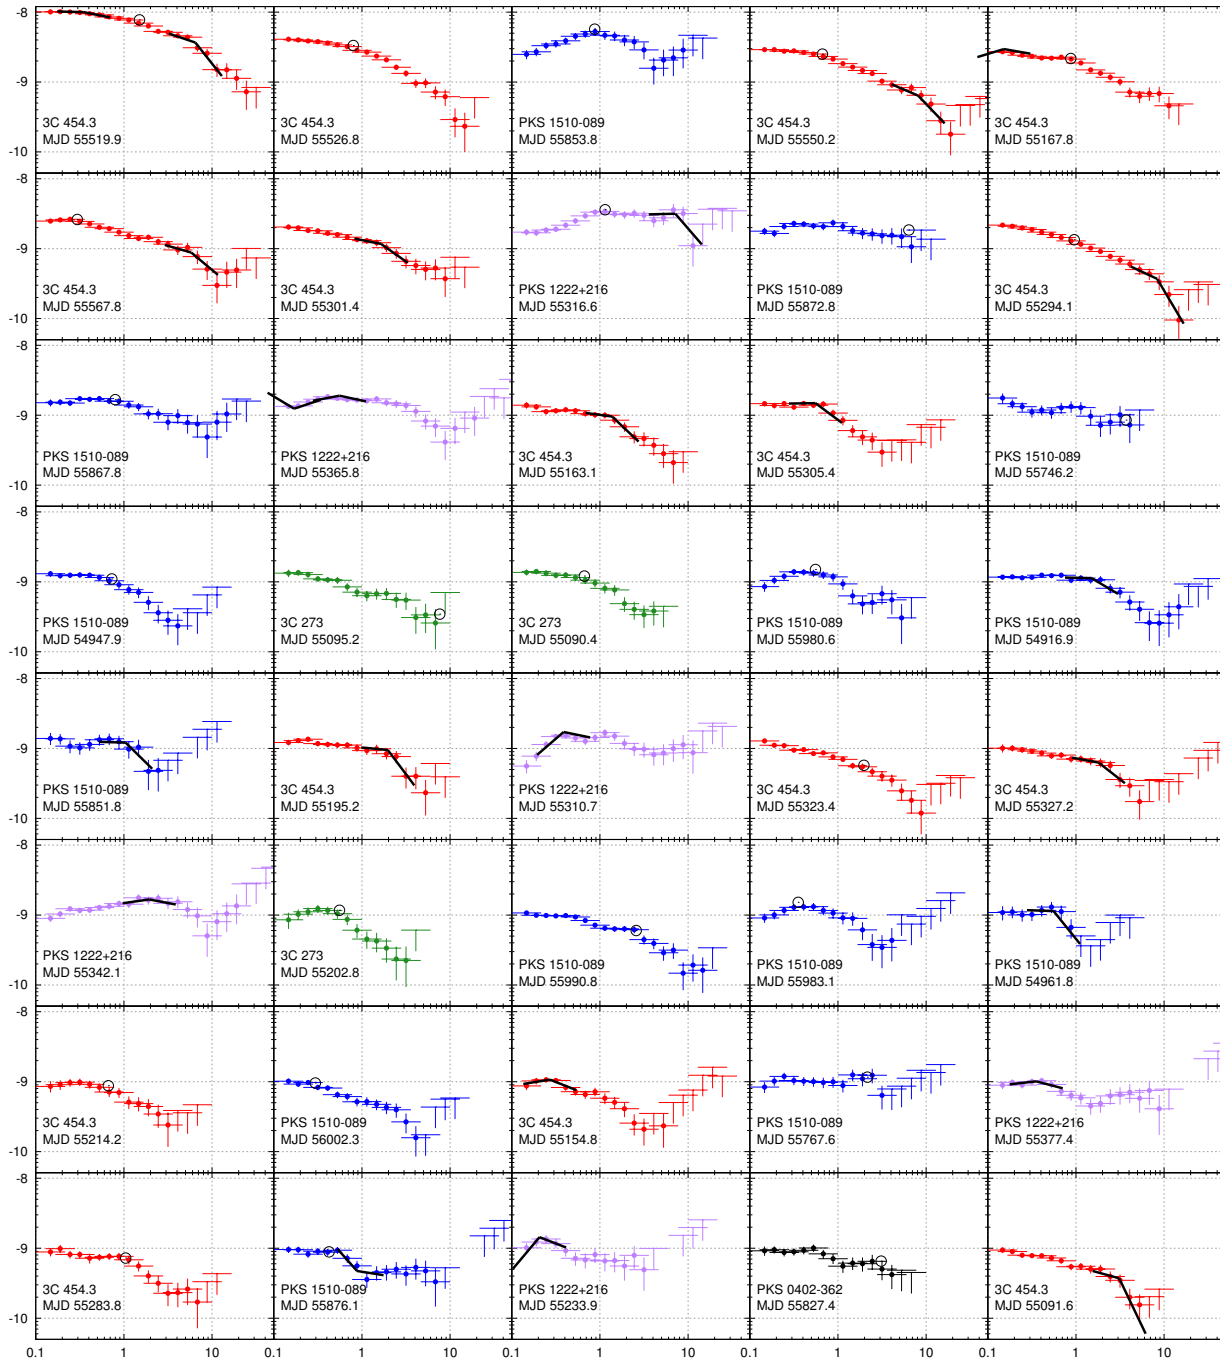 -8
-9
-10
3C 454.3
MJD 55519.9
3C 454.3
MJD 55526.8
PKS 1510-089
MJD 55853.8
3C 454.3
MJD 55550.2
3C 454.3
MJD 55167.8
-8
-9
-10
3C 454.3
MJD 55567.8
3C 454.3
MJD 55301.4
PKS 1222+216
MJD 55316.6
PKS 1510-089
MJD 55872.8
3C 454.3
MJD 55294.1
-8
-9
-10
PKS 1510-089
MJD 55867.8
PKS 1222+216
MJD 55365.8
3C 454.3
MJD 55163.1
3C 454.3
MJD 55305.4
PKS 1510-089
MJD 55746.2
-8
-9
-10
PKS 1510-089
MJD 54947.9
3C 273
MJD 55095.2
3C 273
MJD 55090.4
PKS 1510-089
MJD 55980.6
PKS 1510-089
MJD 54916.9
-8
-9
-10
PKS 1510-089
MJD 55851.8
3C 454.3
MJD 55195.2
PKS 1222+216
MJD 55310.7
3C 454.3
MJD 55323.4
3C 454.3
MJD 55327.2
-8
-9
-10
PKS 1222+216
MJD 55342.1
3C 273
MJD 55202.8
PKS 1510-089
MJD 55990.8
PKS 1510-089
MJD 55983.1
PKS 1510-089
MJD 54961.8
-8
-9
-10
3C 454.3
MJD 55214.2
PKS 1510-089
MJD 56002.3
3C 454.3
MJD 55154.8
PKS 1510-089
MJD 55767.6
PKS 1222+216
MJD 55377.4
-8
-9
-10
3C 454.3
MJD 55283.8
PKS 1510-089
MJD 55876.1
PKS 1222+216
MJD 55233.9
PKS 0402-362
MJD 55827.4
3C 454.3
MJD 55091.6
0.1 1 10 0.1 1 10 0.1 1 10 0.1 1 10 0.1 1 10